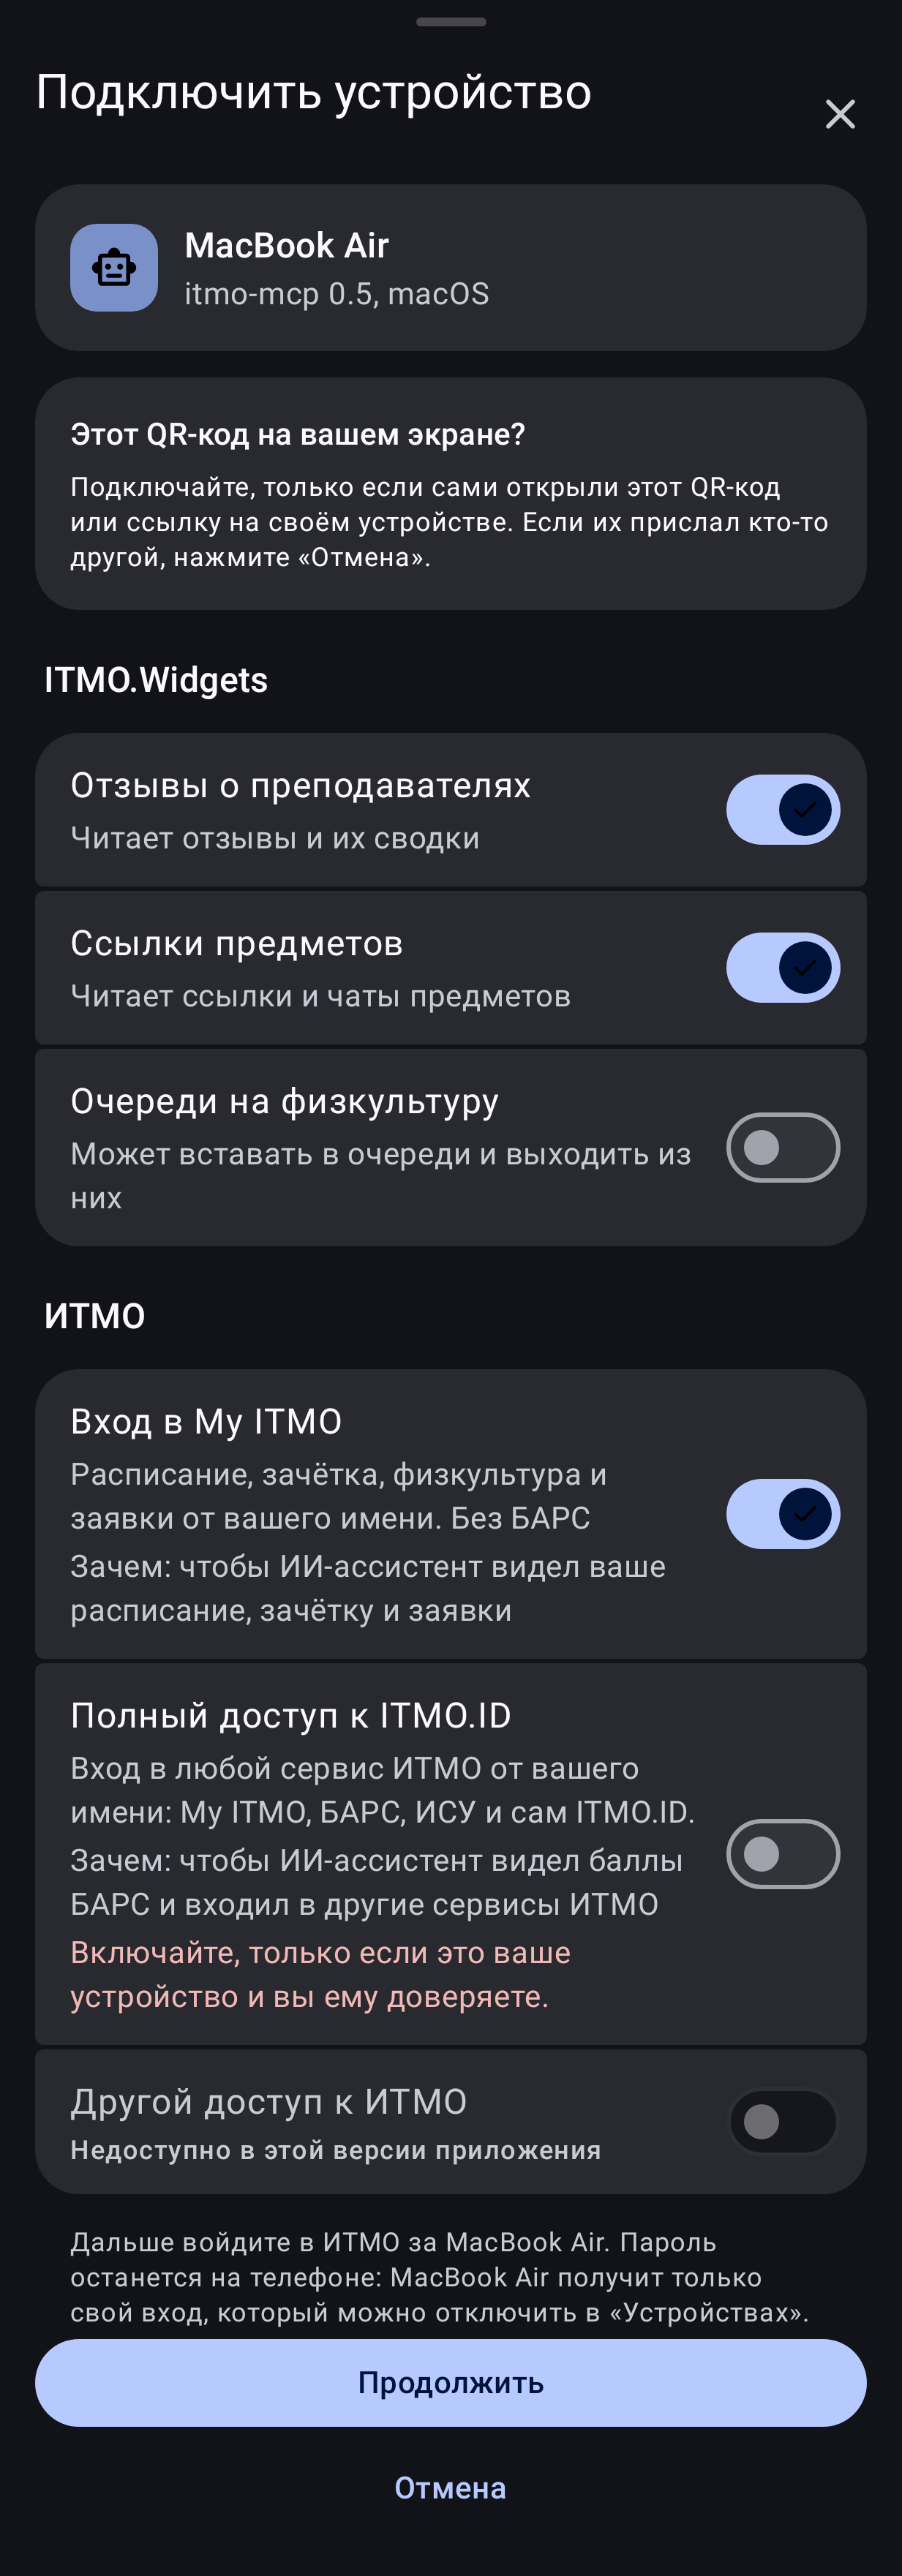 Подключить устройство
MacBook Air
itmo-mcp 0.5, macOS
Этот QR-код на вашем экране?
Подключайте, только если сами открыли этот QR-код
или ссылку на своём устройстве. Если их прислал кто-то
другой, нажмите «Отмена».
ITMO.Widgets
Отзывы о преподавателях
Читает отзывы и их сводки
Ссылки предметов
Читает ссылки и чаты предметов
Очереди на физкультуру
Может вставать в очереди и выходить из
них
ИТМО
Вход в My ITMO
Расписание, зачётка, физкультура и
заявки от вашего имени. Без БАРС
Зачем: чтобы ИИ-ассистент видел ваше
расписание, зачётку и заявки
Полный доступ к ITMO.ID
Вход в любой сервис ИТМО от вашего
имени: My ITMO, БАРС, ИСУ и сам ITMO.ID.
Зачем: чтобы ИИ-ассистент видел баллы
БАРС и входил в другие сервисы ИТМО
Включайте, только если это ваше
устройство и вы ему доверяете.
Другой доступ к ИТМО
Недоступно в этой версии приложения
Дальше войдите в ИТМО за MacBook Air. Пароль
останется на телефоне: MacBook Air получит только
свой вход, который можно отключить в «Устройствах».
Продолжить
Отмена